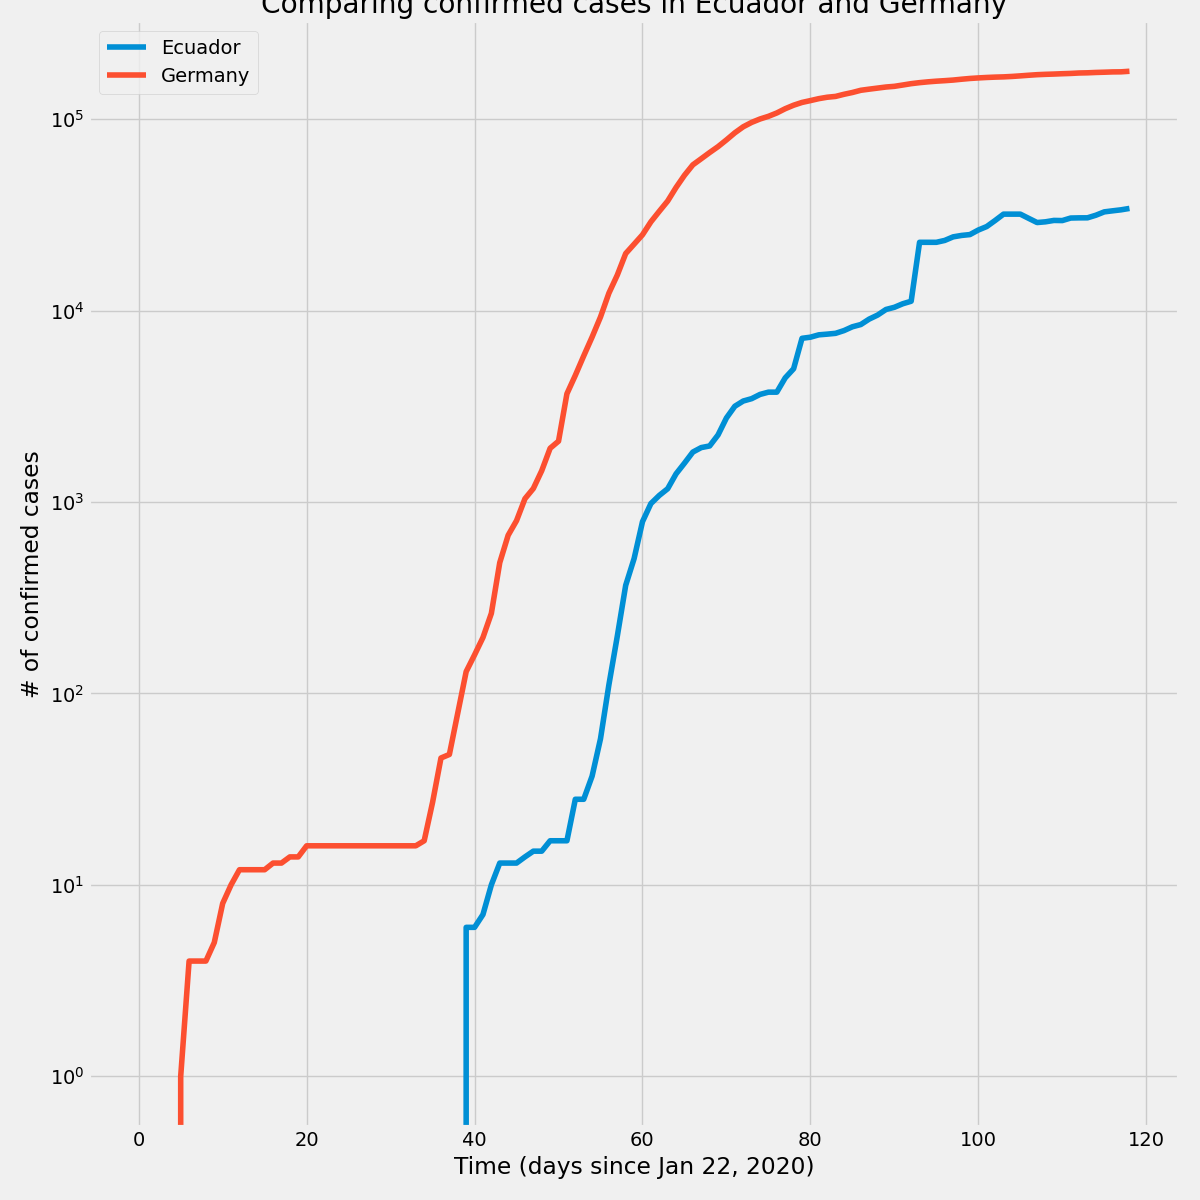 Comparing confirmed cases in Ecuador and Germany
Ecuador
Germany
10⁵
10⁴
10³
10²
10¹
10⁰
# of confirmed cases
0 20 40 60 80 100 120
Time (days since Jan 22, 2020)